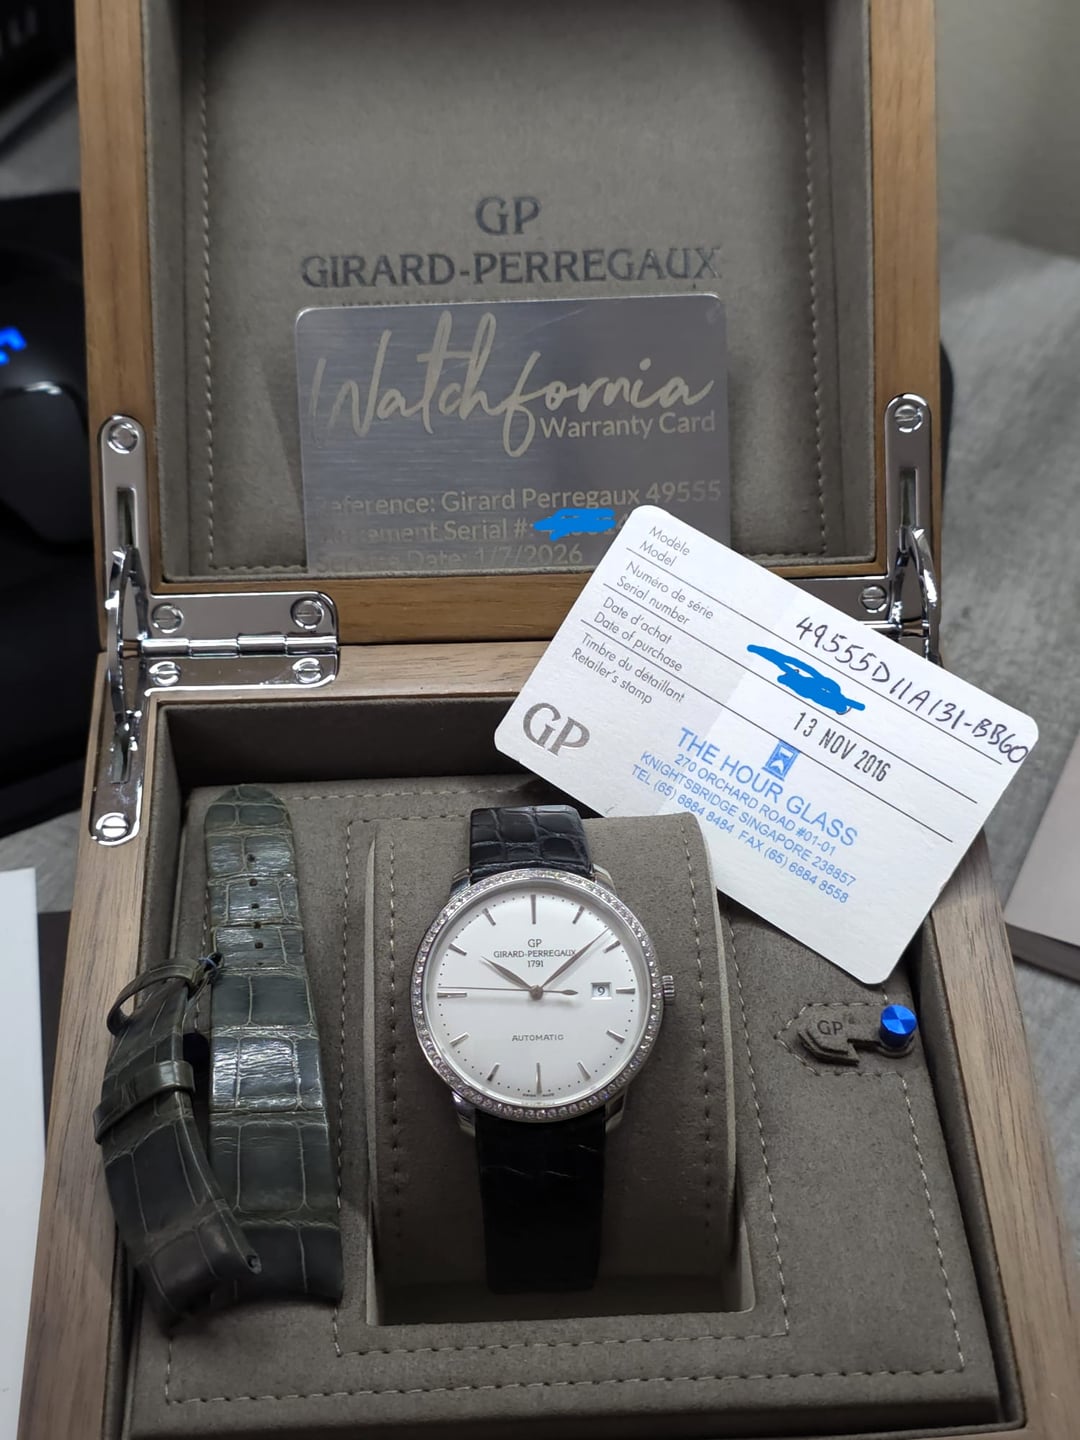 GP
GIRARD-PERREGAUX
Watchfornia
Warranty Card
eference: Girard Perregaux 49555
ement Serial #:
Date: 1/7/2026
Modèle
Model
49555D11A131-BB60
Numéro de série
Serial number
Date d'achat
Date of purchase
13 NOV 2016
Timbre du détaillant
Retailer's stamp
GP
THE HOUR GLASS
270 ORCHARD ROAD #01-01
KNIGHTSBRIDGE SINGAPORE 238857
TEL (65) 6884 8484 FAX (65) 6884 8558
GP
GIRARD-PERREGAUX
1791
9
AUTOMATIC
GP